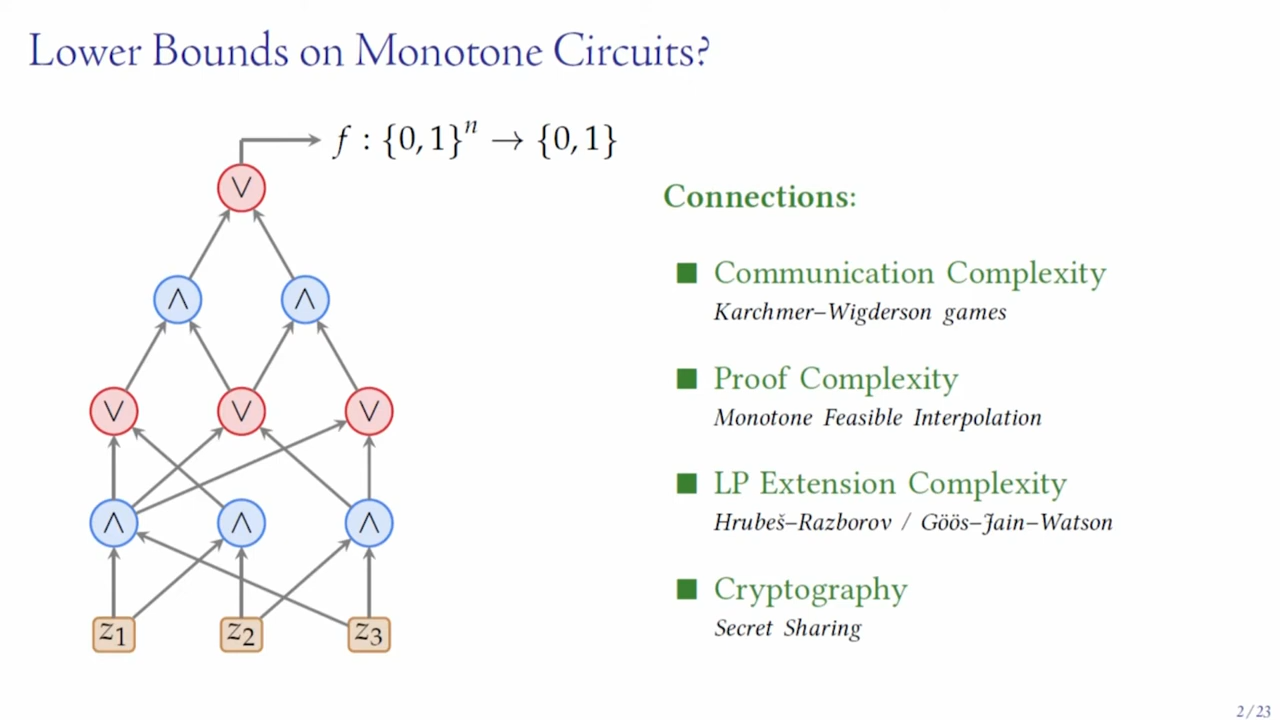 Lower Bounds on Monotone Circuits?
f : {0, 1}ⁿ → {0, 1}
∨
∧ ∧
∨ ∨ ∨
∧ ∧ ∧
z₁ z₂ z₃
Connections:
Communication Complexity
Karchmer–Wigderson games
Proof Complexity
Monotone Feasible Interpolation
LP Extension Complexity
Hrubeš–Razborov / Göös–Jain–Watson
Cryptography
Secret Sharing
2/23